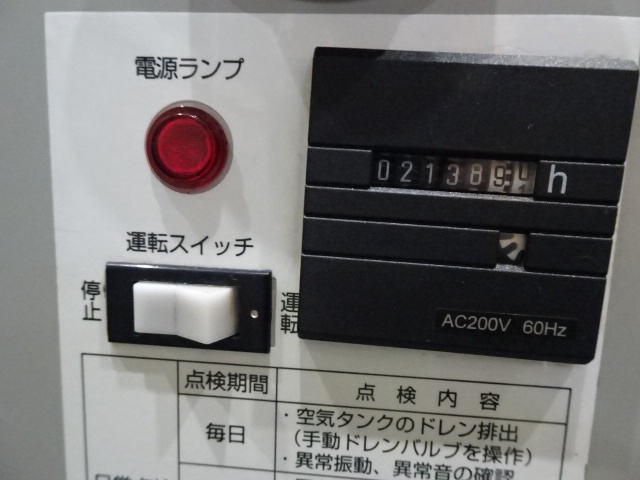 電源ランプ
021389
h
運転スイッチ
停止
運転
AC200V 60Hz
点検期間
点検内容
毎日
・空気タンクのドレン排出
（手動ドレンバルブを操作）
・異常振動、異常音の確認